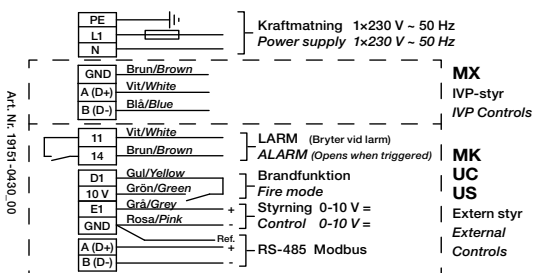 PE
L1
N
Kraftmatning 1×230 V ~ 50 Hz
Power supply 1×230 V ~ 50 Hz
GND Brun/Brown
A (D+) Vit/White
B (D-) Blå/Blue
MX
IVP-styr
IVP Controls
Art. Nr. 19151-0430_00
11 Vit/White
14 Brun/Brown
LARM (Bryter vid larm)
ALARM (Opens when triggered)
D1 Gul/Yellow
10 V Grön/Green
Brandfunktion
Fire mode
E1 Grå/Grey +
GND Rosa/Pink -
Styrning 0-10 V =
Control 0-10 V =
Ref.
A (D+) +
B (D-) -
RS-485 Modbus
MK
UC
US
Extern styr
External
Controls